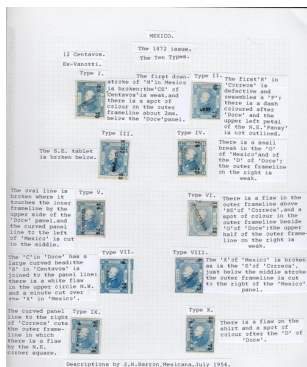 MEXICO.
The 1872 issue.
The Ten Types.
12 Centavos.
Ex-Vanotti.
Type I.
The first down-
stroke of 'M'in Mexico
is broken;the'CE' of
Centavos'is weak,and
there is a spot of
colour on the outer
frameline about 2mm.
below the 'Doce'panel.
Type II.
The first'R' in
'Correos' is
defective and
resembles a 'P';
there is a dash
coloured after
'Doce' and the
upper left petal
of the N.E.'Pansy'
is not outlined.
Type III.
The N.E. tablet
is broken below.
Type IV.
There is a small
break in the 'O'
of 'Mexico'and of
the 'D' of 'Doce';
the outer frameline
on the right is
weak.
The oval line is
broken where it
touches the inner
frameline by the
upper side of the
'Doce' panel,and
the curved panel
line to the left
of 'Mexico' is cut
in the middle.
Type V.
Type VI.
There is a flaw in the
outer frameline above
'RE'of'Correos',and a
spot of colour in the
outer frameline beside
'O'of'Doce';the upper
half of the outer frame-
line on the right is
weak.
The 'C'in 'Doce' has a
large curved head;the
'S' in 'Centavos' is
joined to the panel line;
there is a white flaw
in the upper circle N.W.
and a minute cut over
the 'X' in 'Mexico'.
Type VII.
Type VIII.
The 'X'of 'Mexico' is broken
as is the 'E'of 'Correos',
just below the middle stroke
the outer frameline is cut
to the right of the 'Mexico'
panel.
The curved panel
line to the right
of 'Correos' cuts
the outer frame-
line in which
there is a flaw
by the N.E.
corner square.
Type IX.
Type X.
There is a flaw on the
shirt and a spot of
colour after the 'D' of
'Doce'.
Descriptions by S.H.Barron,Mexicana,July 1954.